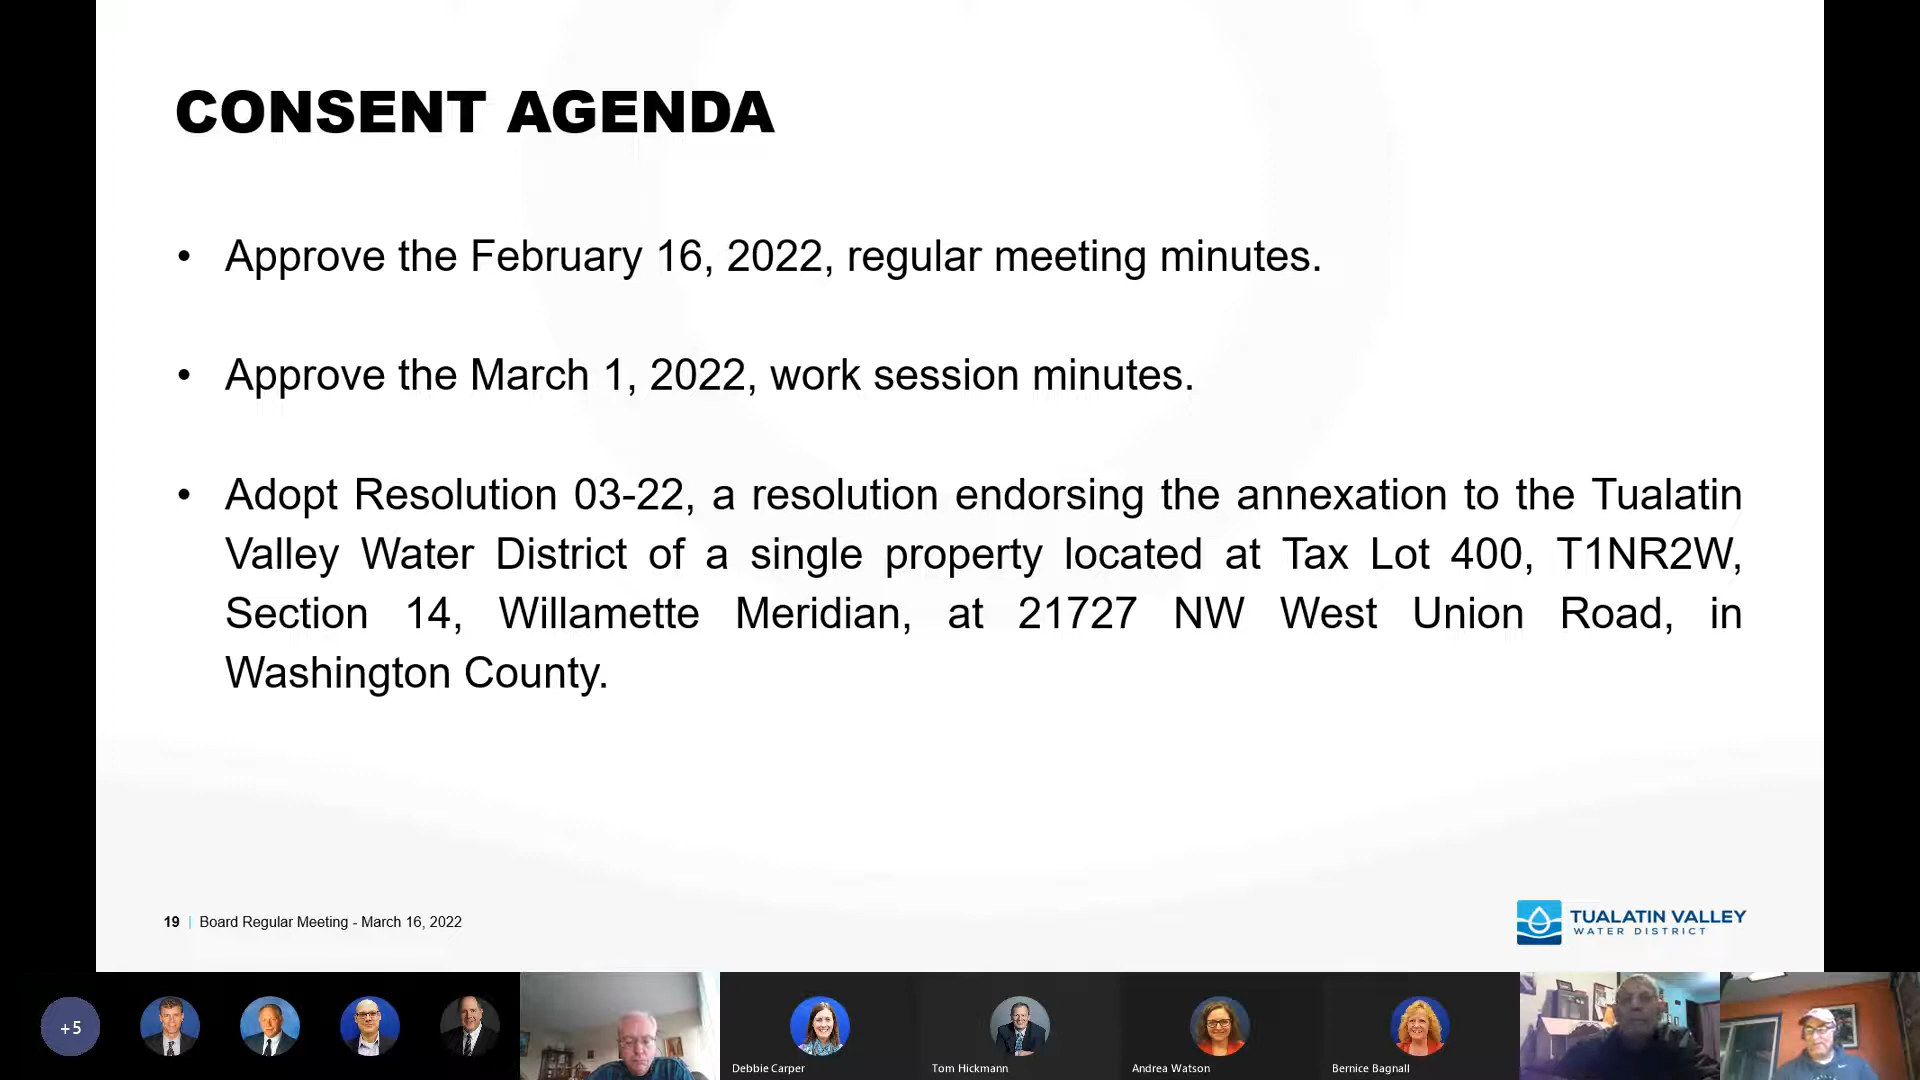 CONSENT AGENDA
• Approve the February 16, 2022, regular meeting minutes.
• Approve the March 1, 2022, work session minutes.
• Adopt Resolution 03-22, a resolution endorsing the annexation to the Tualatin
Valley Water District of a single property located at Tax Lot 400, T1NR2W,
Section 14, Willamette Meridian, at 21727 NW West Union Road, in
Washington County.
19 | Board Regular Meeting - March 16, 2022
TUALATIN VALLEY
WATER DISTRICT
+5
Debbie Carper
Tom Hickmann
Andrea Watson
Bernice Bagnall